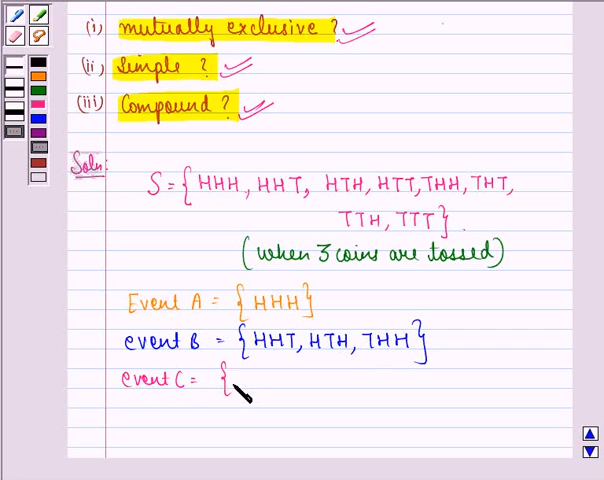 (i) mutually exclusive ?
(ii) Simple ?
(iii) Compound ?
Soln:
S = { HHH, HHT, HTH, HTT, THH, THT,
TTH, TTT }.
(when 3 coins are tossed)
Event A = { HHH }
event B = { HHT, HTH, THH }
event C = {